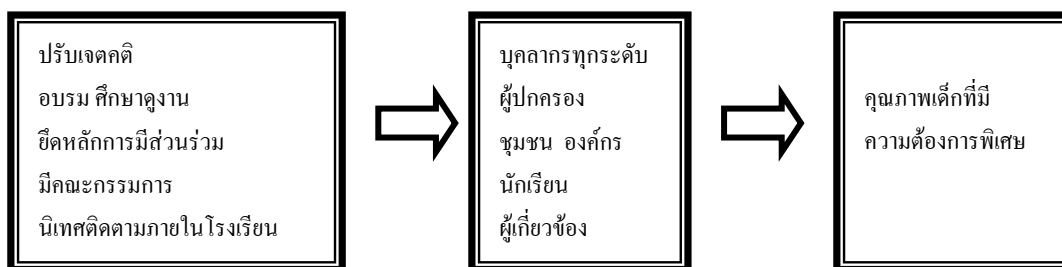 ปรับเจตคติ
อบรม ศึกษาดูงาน
ยึดหลักการมีส่วนร่วม
มีคณะกรรมการ
นิเทศติดตามภายในโรงเรียน
บุคลากรทุกระดับ
ผู้ปกครอง
ชุมชน องค์กร
นักเรียน
ผู้เกี่ยวข้อง
คุณภาพเด็กที่มี
ความต้องการพิเศษ